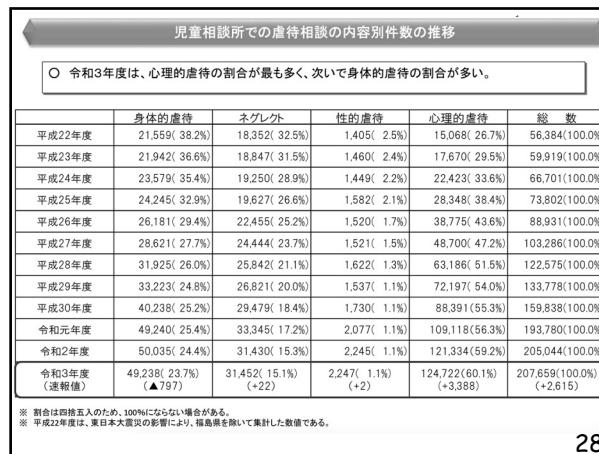 児童相談所での虐待相談の内容別件数の推移
○ 令和3年度は、心理的虐待の割合が最も多く、次いで身体的虐待の割合が多い。
身体的虐待 ネグレクト 性的虐待 心理的虐待 総 数
平成22年度 21,559( 38.2%) 18,352( 32.5%) 1,405( 2.5%) 15,068( 26.7%) 56,384(100.0%
平成23年度 21,942( 36.6%) 18,847( 31.5%) 1,460( 2.4%) 17,670( 29.5%) 59,919(100.0%
平成24年度 23,579( 35.4%) 19,250( 28.9%) 1,449( 2.2%) 22,423( 33.6%) 66,701(100.0%
平成25年度 24,245( 32.9%) 19,627( 26.6%) 1,582( 2.1%) 28,348( 38.4%) 73,802(100.0%
平成26年度 26,181( 29.4%) 22,455( 25.2%) 1,520( 1.7%) 38,775( 43.6%) 88,931(100.0%
平成27年度 28,621( 27.7%) 24,444( 23.7%) 1,521( 1.5%) 48,700( 47.2%) 103,286(100.0%
平成28年度 31,925( 26.0%) 25,842( 21.1%) 1,622( 1.3%) 63,186( 51.5%) 122,575(100.0%
平成29年度 33,223( 24.8%) 26,821( 20.0%) 1,537( 1.1%) 72,197( 54.0%) 133,778(100.0%
平成30年度 40,238( 25.2%) 29,479( 18.4%) 1,730( 1.1%) 88,391(55.3%) 159,838(100.0%
令和元年度 49,240( 25.4%) 33,345( 17.2%) 2,077( 1.1%) 109,118(56.3%) 193,780(100.0%
令和2年度 50,035( 24.4%) 31,430( 15.3%) 2,245( 1.1%) 121,334(59.2%) 205,044(100.0%
令和3年度 49,238( 23.7%) 31,452( 15.1%) 2,247( 1.1%) 124,722(60.1%) 207,659(100.0%)
(速報値) (▲797) (+22) (+2) (+3,388) (+2,615)
※ 割合は四捨五入のため、100%にならない場合がある。
※ 平成22年度は、東日本大震災の影響により、福島県を除いて集計した数値である。
28